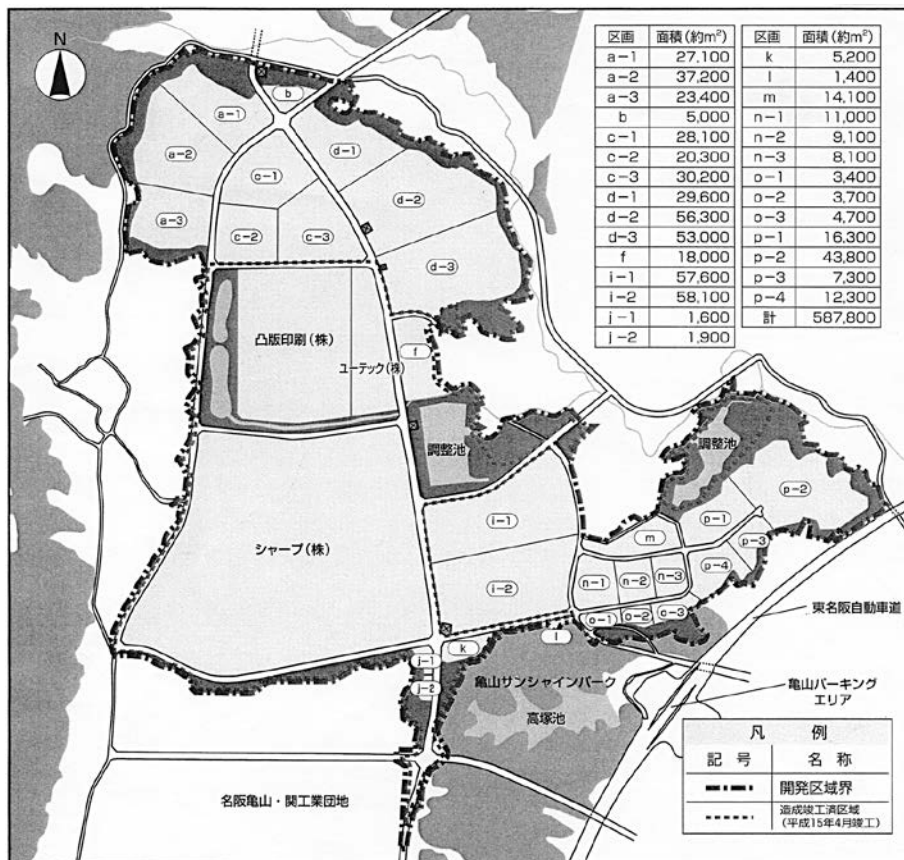 N
区画 面積(約㎡) 区画 面積(約㎡)
a-1 27,100 k 5,200
a-2 37,200 l 1,400
a-3 23,400 m 14,100
b 5,000 n-1 11,000
c-1 28,100 n-2 9,100
c-2 20,300 n-3 8,100
c-3 30,200 o-1 3,400
d-1 29,600 o-2 3,700
d-2 56,300 o-3 4,700
d-3 53,000 p-1 16,300
f 18,000 p-2 43,800
i-1 57,600 p-3 7,300
i-2 58,100 p-4 12,300
j-1 1,600 計 587,800
j-2 1,900
b
a-1
d-1
a-2
c-1
d-2
a-3
c-2
c-3
d-3
凸版印刷(株)
ユーテック(株)
f
調整池
調整池
p-2
i-1
p-1
m
p-3
シャープ(株)
i-2
n-1
n-2
n-3
p-4
o-1
o-2
o-3
東名阪自動車道
l
k
j-1
j-2
亀山サンシャインパーク
高塚池
亀山パーキング
エリア
名阪亀山・関工業団地
凡例
記号 名称
開発区域界
造成竣工済区域
(平成15年4月竣工)